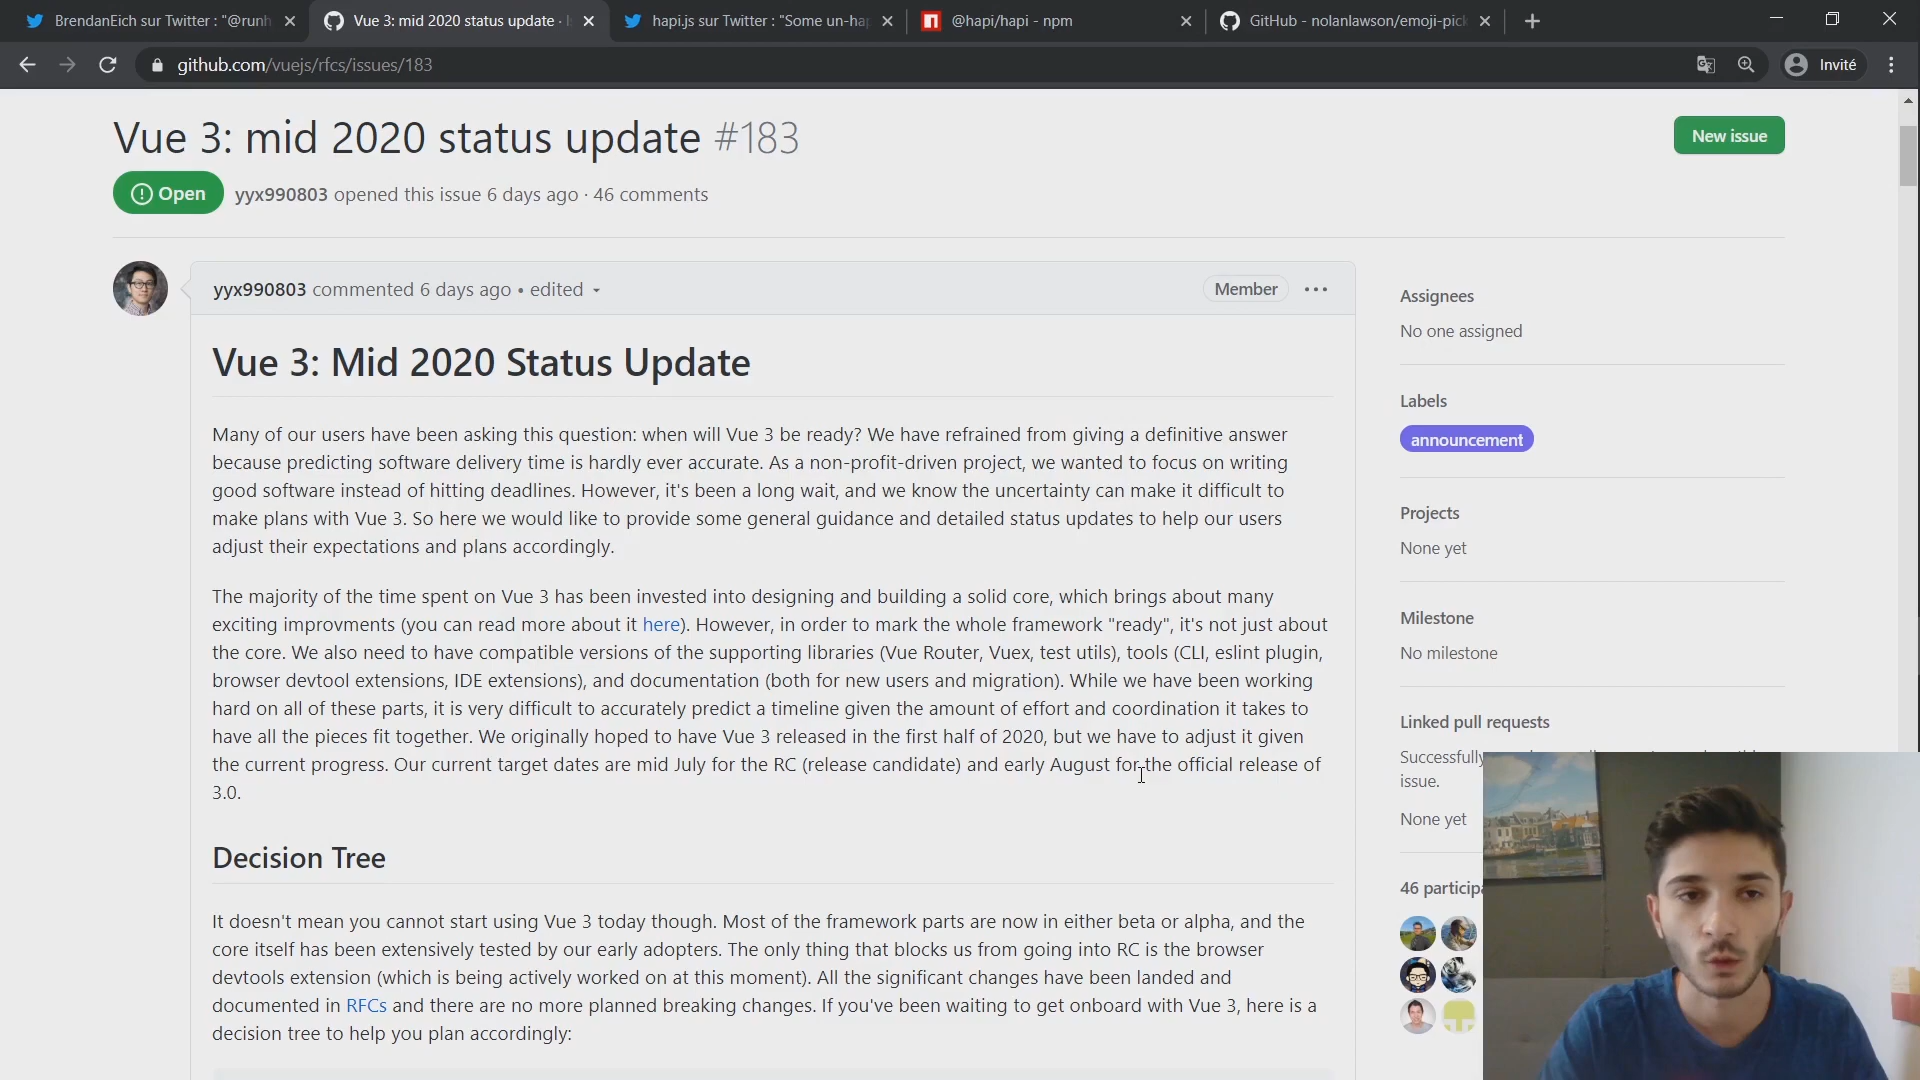 BrendanEich sur Twitter : "@runh
Vue 3: mid 2020 status update ·
hapi.js sur Twitter : "Some un-hap
@hapi/hapi - npm
GitHub - nolanlawson/emoji-pick
github.com/vuejs/rfcs/issues/183
Invité
Vue 3: mid 2020 status update #183
New issue
Open
yyx990803 opened this issue 6 days ago · 46 comments
yyx990803 commented 6 days ago • edited
Member
Vue 3: Mid 2020 Status Update
Many of our users have been asking this question: when will Vue 3 be ready? We have refrained from giving a definitive answer
because predicting software delivery time is hardly ever accurate. As a non-profit-driven project, we wanted to focus on writing
good software instead of hitting deadlines. However, it's been a long wait, and we know the uncertainty can make it difficult to
make plans with Vue 3. So here we would like to provide some general guidance and detailed status updates to help our users
adjust their expectations and plans accordingly.
The majority of the time spent on Vue 3 has been invested into designing and building a solid core, which brings about many
exciting improvments (you can read more about it here). However, in order to mark the whole framework "ready", it's not just about
the core. We also need to have compatible versions of the supporting libraries (Vue Router, Vuex, test utils), tools (CLI, eslint plugin,
browser devtool extensions, IDE extensions), and documentation (both for new users and migration). While we have been working
hard on all of these parts, it is very difficult to accurately predict a timeline given the amount of effort and coordination it takes to
have all the pieces fit together. We originally hoped to have Vue 3 released in the first half of 2020, but we have to adjust it given
the current progress. Our current target dates are mid July for the RC (release candidate) and early August for the official release of
3.0.
Decision Tree
It doesn't mean you cannot start using Vue 3 today though. Most of the framework parts are now in either beta or alpha, and the
core itself has been extensively tested by our early adopters. The only thing that blocks us from going into RC is the browser
devtools extension (which is being actively worked on at this moment). All the significant changes have been landed and
documented in RFCs and there are no more planned breaking changes. If you've been waiting to get onboard with Vue 3, here is a
decision tree to help you plan accordingly:
Assignees
No one assigned
Labels
announcement
Projects
None yet
Milestone
No milestone
Linked pull requests
Successfully
issue.
None yet
46 participa